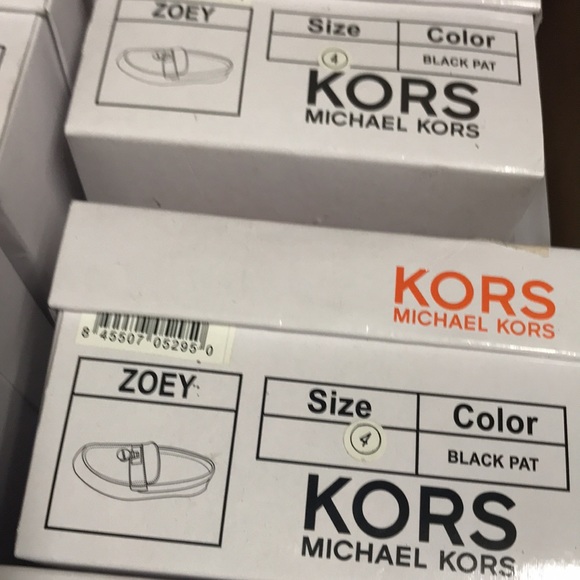 ZOEY
Size Color
4 BLACK PAT
KORS
MICHAEL KORS
KORS
MICHAEL KORS
8 45507 05295 0
ZOEY
Size Color
4 BLACK PAT
KORS
MICHAEL KORS